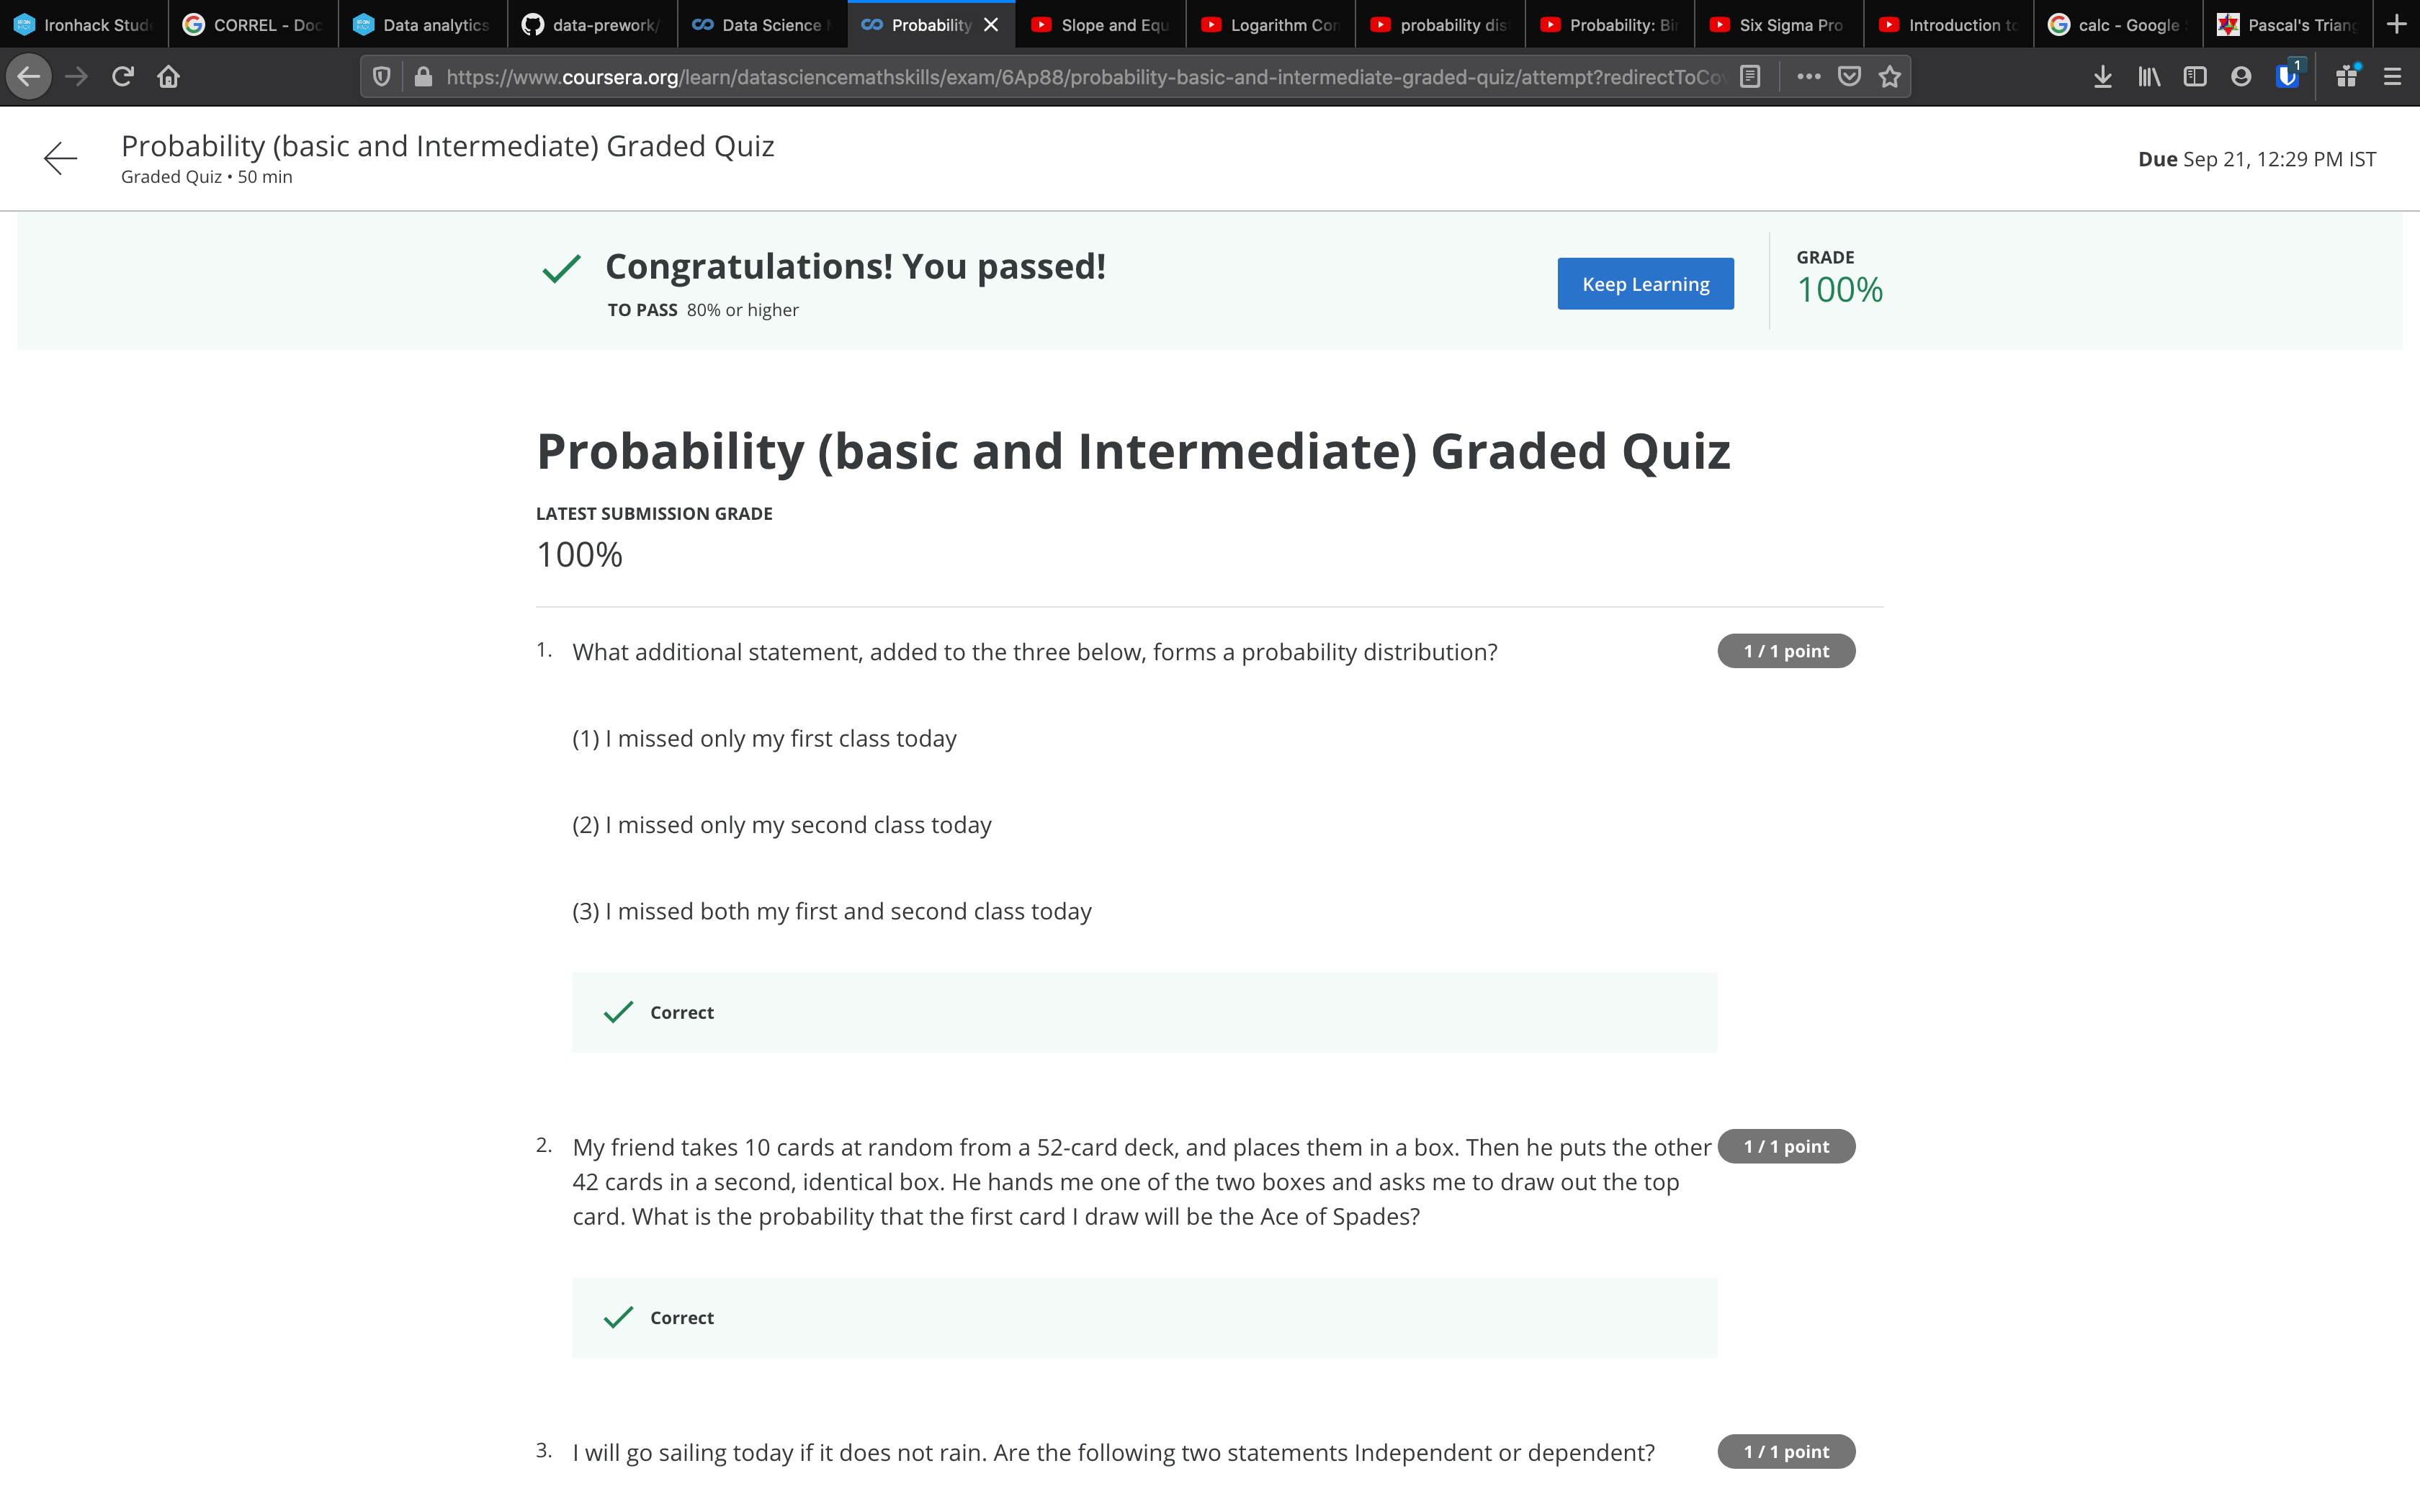 Ironhack Stud
CORREL - Doc
Data analytics
data-prework/
Data Science M
Probability
Slope and Equ
Logarithm Con
probability dis
Probability: Bi
Six Sigma Pro
Introduction to
calc - Google
Pascal's Triang
https://www.coursera.org/learn/datasciencemathskills/exam/6Ap88/probability-basic-and-intermediate-graded-quiz/attempt?redirectToCo
1
Probability (basic and Intermediate) Graded Quiz
Graded Quiz • 50 min
Due Sep 21, 12:29 PM IST
Congratulations! You passed!
TO PASS 80% or higher
Keep Learning
GRADE
100%
Probability (basic and Intermediate) Graded Quiz
LATEST SUBMISSION GRADE
100%
1. What additional statement, added to the three below, forms a probability distribution?
1 / 1 point
(1) I missed only my first class today
(2) I missed only my second class today
(3) I missed both my first and second class today
Correct
2. My friend takes 10 cards at random from a 52-card deck, and places them in a box. Then he puts the other
1 / 1 point
42 cards in a second, identical box. He hands me one of the two boxes and asks me to draw out the top
card. What is the probability that the first card I draw will be the Ace of Spades?
Correct
3. I will go sailing today if it does not rain. Are the following two statements Independent or dependent?
1 / 1 point